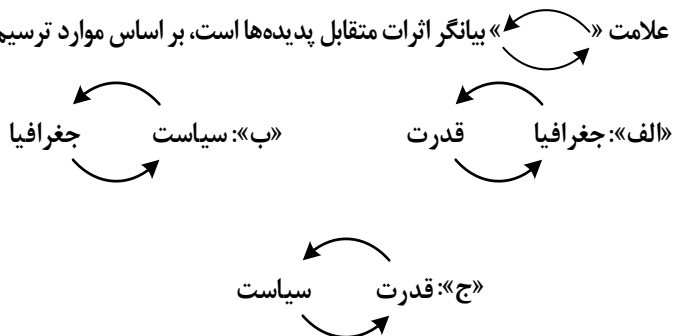 علامت «» بیانگر اثرات متقابل پدیده‌ها است، بر اساس موارد ترسیم
«الف»: جغرافیا قدرت «ب»: سیاست جغرافیا
«ج»: قدرت سیاست